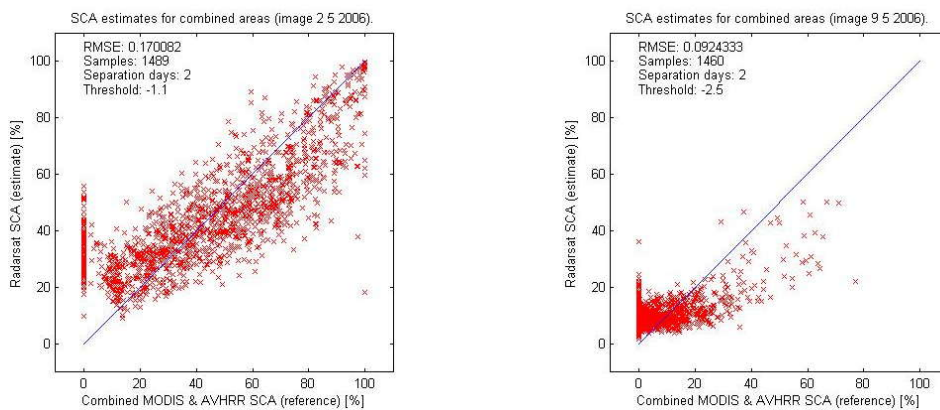 SCA estimates for combined areas (image 2 5 2006).
RMSE: 0.170082
Samples: 1489
Separation days: 2
Threshold: -1.1
100
80
60
40
20
0
Radarsat SCA (estimate) [%]
0 20 40 60 80 100
Combined MODIS & AVHRR SCA (reference) [%]
SCA estimates for combined areas (image 9 5 2006).
RMSE: 0.0924333
Samples: 1460
Separation days: 2
Threshold: -2.5
100
80
60
40
20
0
Radarsat SCA (estimate) [%]
0 20 40 60 80 100
Combined MODIS & AVHRR SCA (reference) [%]